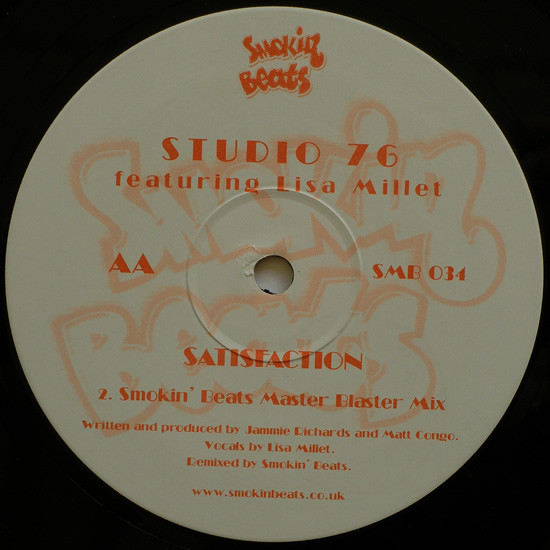 Smokin
Beats
STUDIO 76
featuring Lisa Millet
Smokin
Beats
AA
SMB 034
SATISFACTION
2. Smokin' Beats Master Blaster Mix
Written and produced by Jammie Richards and Matt Congo.
Vocals by Lisa Millet.
Remixed by Smokin' Beats.
www.smokinbeats.co.uk